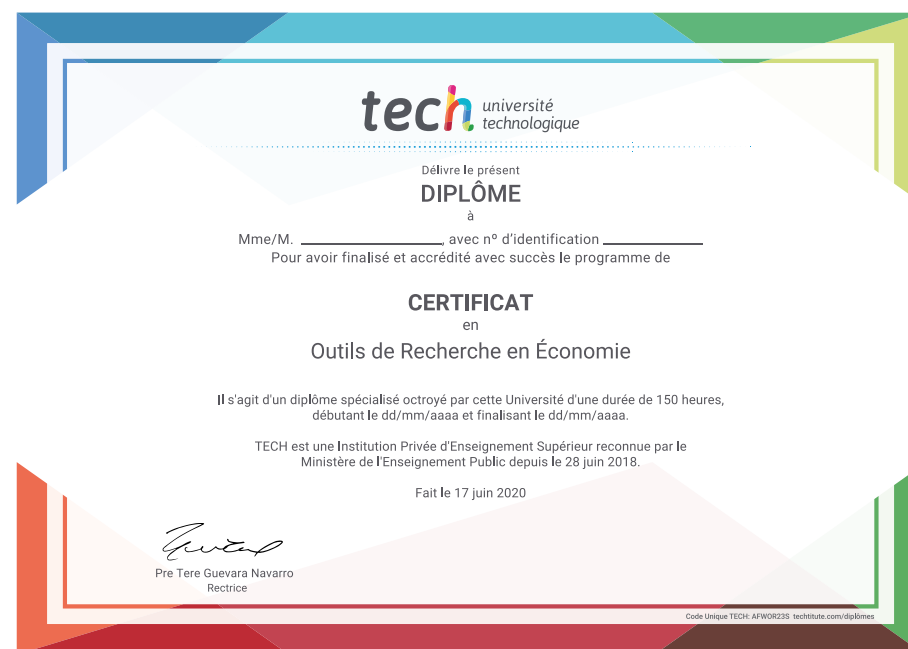 tech université
technologique
Délivre le présent
DIPLÔME
à
Mme/M. ____________________, avec nº d'identification ______________
Pour avoir finalisé et accrédité avec succès le programme de
CERTIFICAT
en
Outils de Recherche en Économie
Il s'agit d'un diplôme spécialisé octroyé par cette Université d'une durée de 150 heures,
débutant le dd/mm/aaaa et finalisant le dd/mm/aaaa.
TECH est une Institution Privée d'Enseignement Supérieur reconnue par le
Ministère de l'Enseignement Public depuis le 28 juin 2018.
Fait le 17 juin 2020
Pre Tere Guevara Navarro
Rectrice
Code Unique TECH: AFWOR23S techtitute.com/diplômes